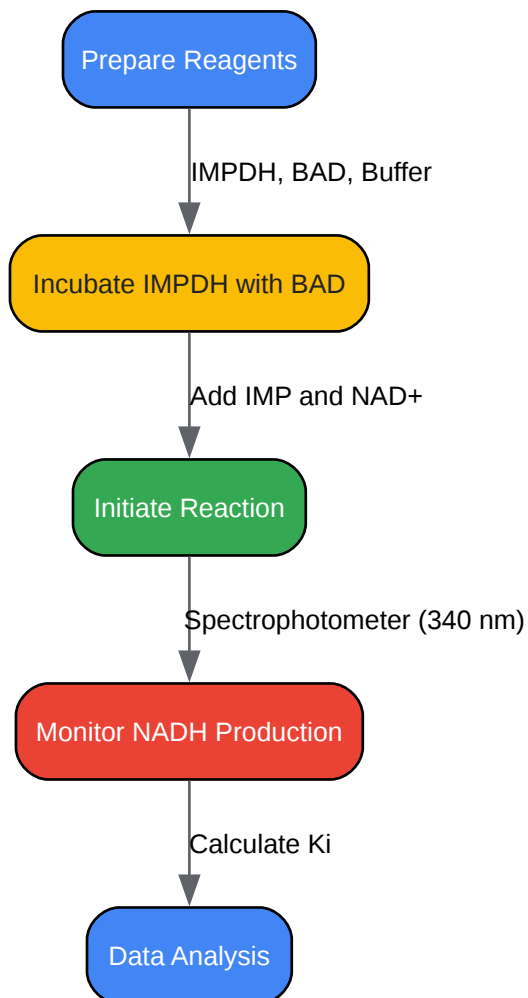 Prepare Reagents
IMPDH, BAD, Buffer
Incubate IMPDH with BAD
Add IMP and NAD+
Initiate Reaction
Spectrophotometer (340 nm)
Monitor NADH Production
Calculate Ki
Data Analysis